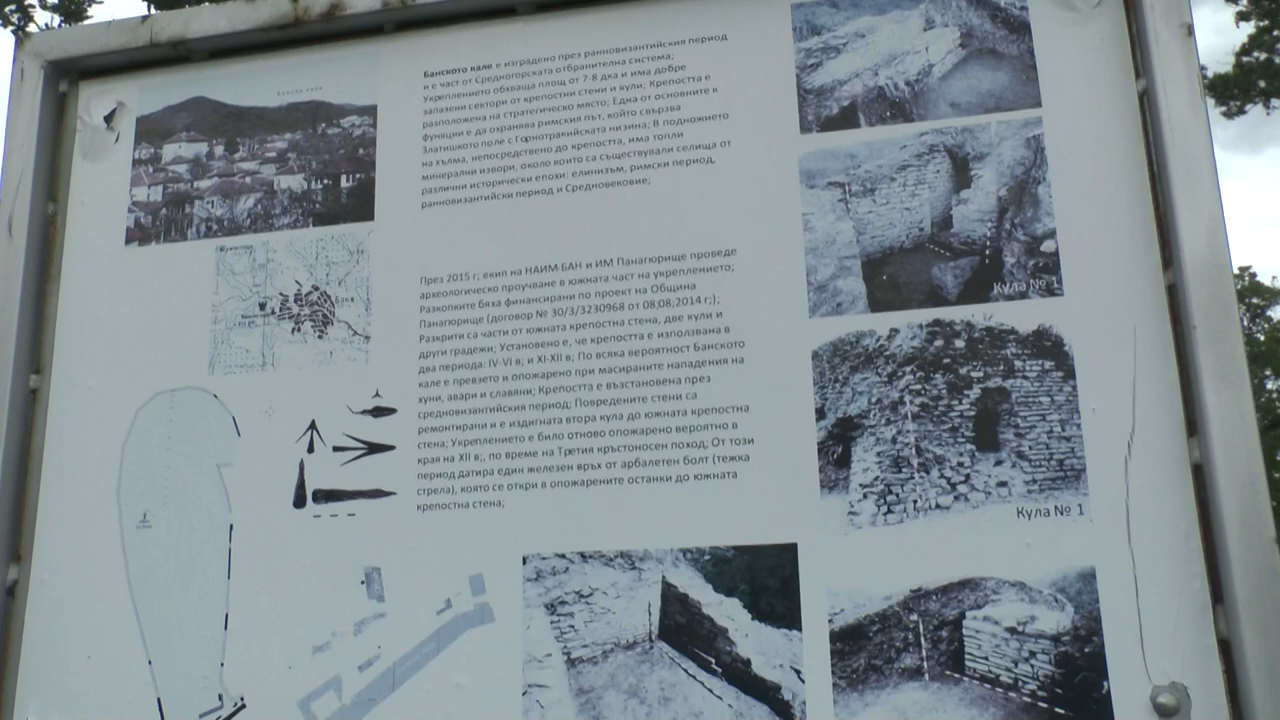 Банското кале е изградено през ранновизантийския период
и е част от Средногорската отбранителна система;
Укреплението обхваща площ от 7-8 дка и има добре
запазени сектори от крепостни стени и кули; Крепостта е
разположена на стратегическо място; Една от основните к
функции е да охранява римския път, който свързва
Златишкото поле с Горнотракийската низина; В подножието
на хълма, непосредствено до крепостта, има топли
минерални извори, около които са съществували селища от
различни исторически епохи: елинизъм, римски период,
ранновизантийски период и Средновековие;
През 2015 г; екип на НАИМ-БАН и ИМ Панагюрище проведе
археологическо проучване в южната част на укреплението;
Разкопките бяха финансирани по проект на Община
Панагюрище (договор № 30/3/3230968 от 08;08;2014 г;);
Разкрити са части от южната крепостна стена, две кули и
други градежи; Установено е, че крепостта е използвана в
два периода: IV-VI в; и XI-XII в; По всяка вероятност Банското
кале е превзето и опожарено при масираните нападения на
хуни, авари и славяни; Крепостта е възстановена през
средновизантийския период; Повредените стени са
ремонтирани и е издигната втора кула до южната крепостна
стена; Укреплението е било отново опожарено вероятно в
края на XII в;, по време на Третия кръстоносен поход; От този
период датира един железен връх от арбалетен болт (тежка
стрела), която се откри в опожарените останки до южната
крепостна стена;
Баня
Кула № 1
Кула № 1